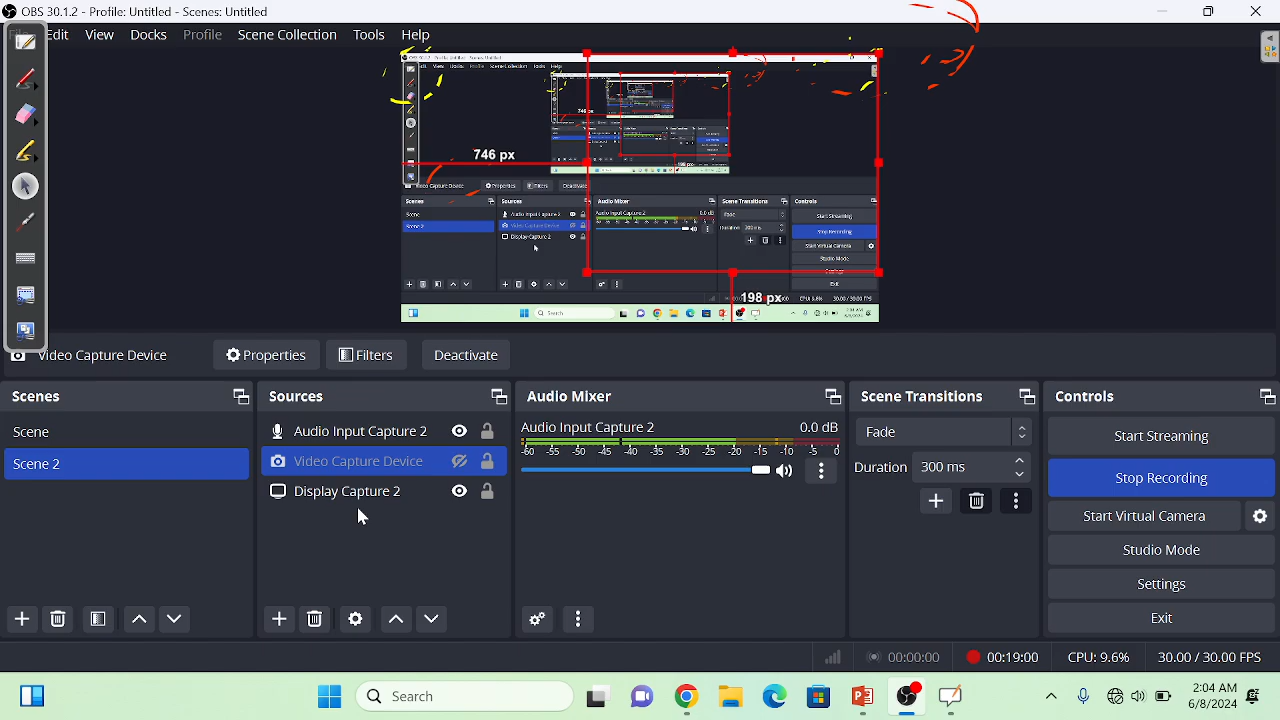 OBS 30.1.2 - Profile: Untitled - Scenes: Untitled
Edit View Docks Profile Scene Collection Tools Help
746 px
198 px
Video Capture Device Properties Filters Deactivate
Scenes
Scene
Scene 2
Sources
Audio Input Capture 2
Video Capture Device
Display Capture 2
Audio Mixer
Audio Input Capture 2 0.0 dB
-60 -55 -50 -45 -40 -35 -30 -25 -20 -15 -10 -5 0
Scene Transitions
Fade
Duration 300 ms
Controls
Start Streaming
Stop Recording
Start Virtual Camera
Studio Mode
Settings
Exit
00:00:00 00:19:00 CPU: 9.6% 30.00 / 30.00 FPS
Search
2:04 AM
6/8/2024